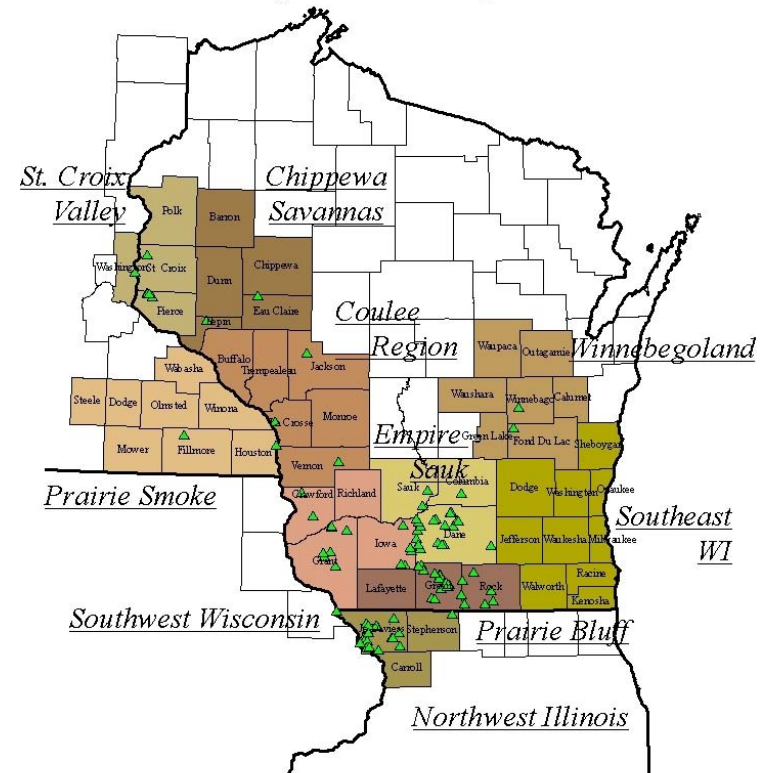 St. Croix
Valley
Chippewa
Savannas
Polk
Barron
Washington
St Croix
Dunn
Chippewa
Pierce
Pepin
Eau Claire
Coulee
Region
Winnebegoland
Buffalo
Trempealeau
Jackson
Waupaca
Outagamie
Wabasha
Steele
Dodge
Olmsted
Winona
Waushara
Winnebago
Calumet
Crosse
Monroe
Empire
Sauk
Green Lake
Fond Du Lac
Sheboygan
Mower
Fillmore
Houston
Vernon
Prairie Smoke
Sauk
Columbia
Dodge
Washington
Ozaukee
Crawford
Richland
Southeast
WI
Iowa
Dane
Jefferson
Waukesha
Milwaukee
Grant
Lafayette
Green
Rock
Walworth
Racine
Kenosha
Southwest Wisconsin
Stephenson
Prairie Bluff
Carroll
Northwest Illinois